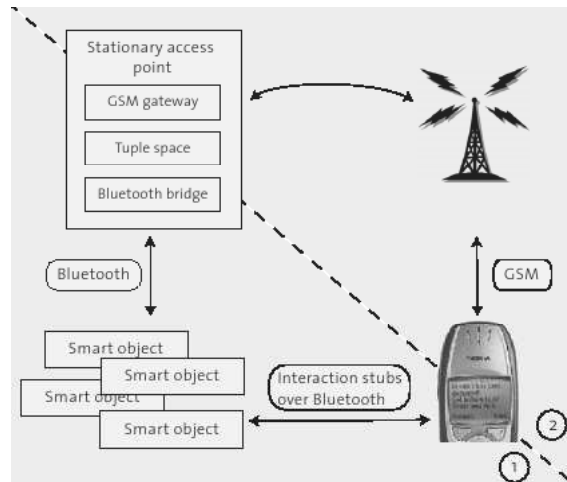 Stationary access
point
GSM gateway
Tuple space
Bluetooth bridge
Bluetooth
GSM
Smart object
Smart object
Smart object
Smart object
Interaction stubs
over Bluetooth
NOKIA
2
1